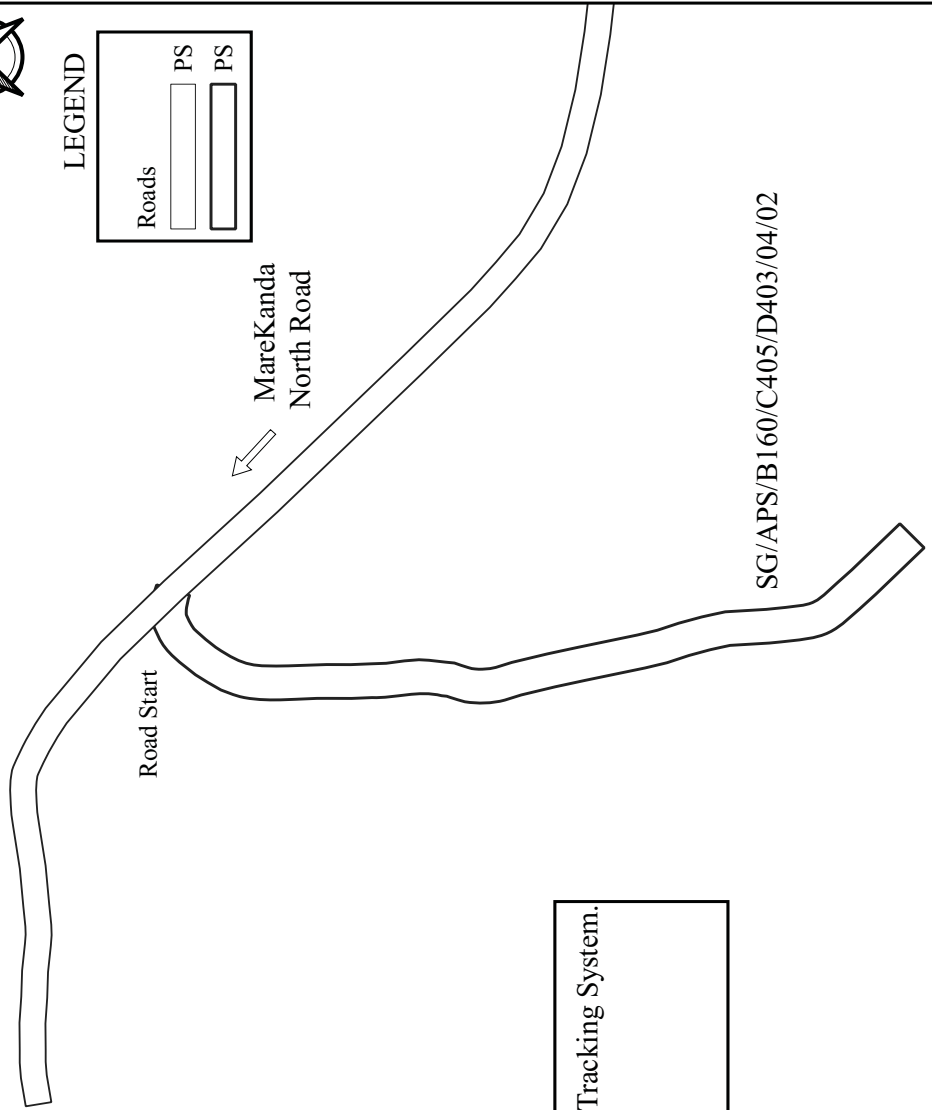 LEGEND
Roads
PS
PS
MareKanda
North Road
Road Start
SG/APS/B160/C405/D403/04/02
Tracking System.